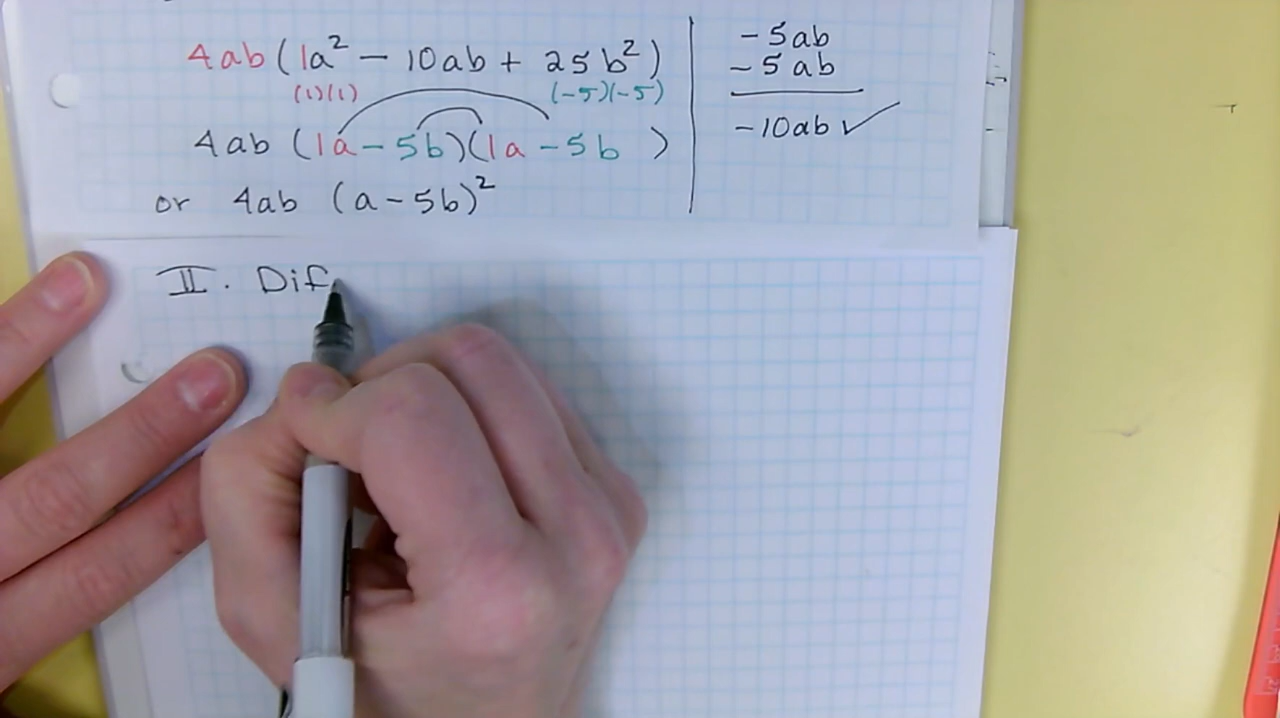 4ab(1a² - 10ab + 25b²)
(1)(1) (-5)(-5)
4ab (1a - 5b)(1a - 5b )
or 4ab (a - 5b)²
-5ab
-5ab
-10ab ✓
II. Dif